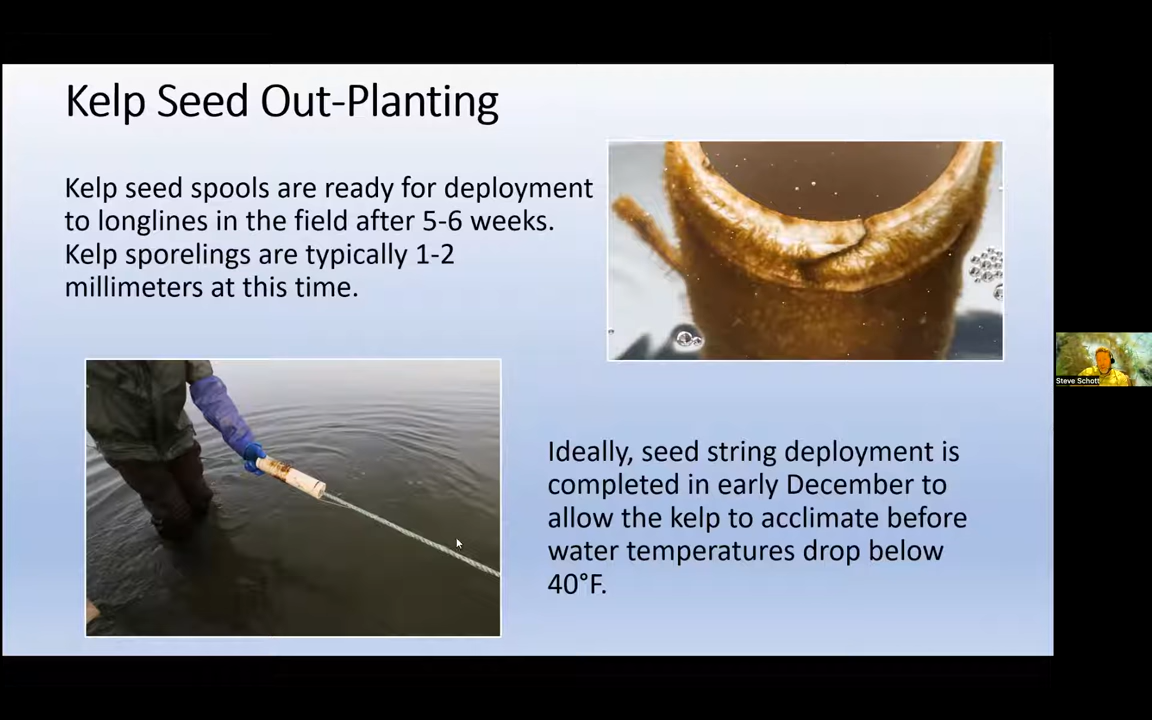 Kelp Seed Out-Planting
Kelp seed spools are ready for deployment
to longlines in the field after 5-6 weeks.
Kelp sporelings are typically 1-2
millimeters at this time.
Ideally, seed string deployment is
completed in early December to
allow the kelp to acclimate before
water temperatures drop below
40°F.
Steve Schott